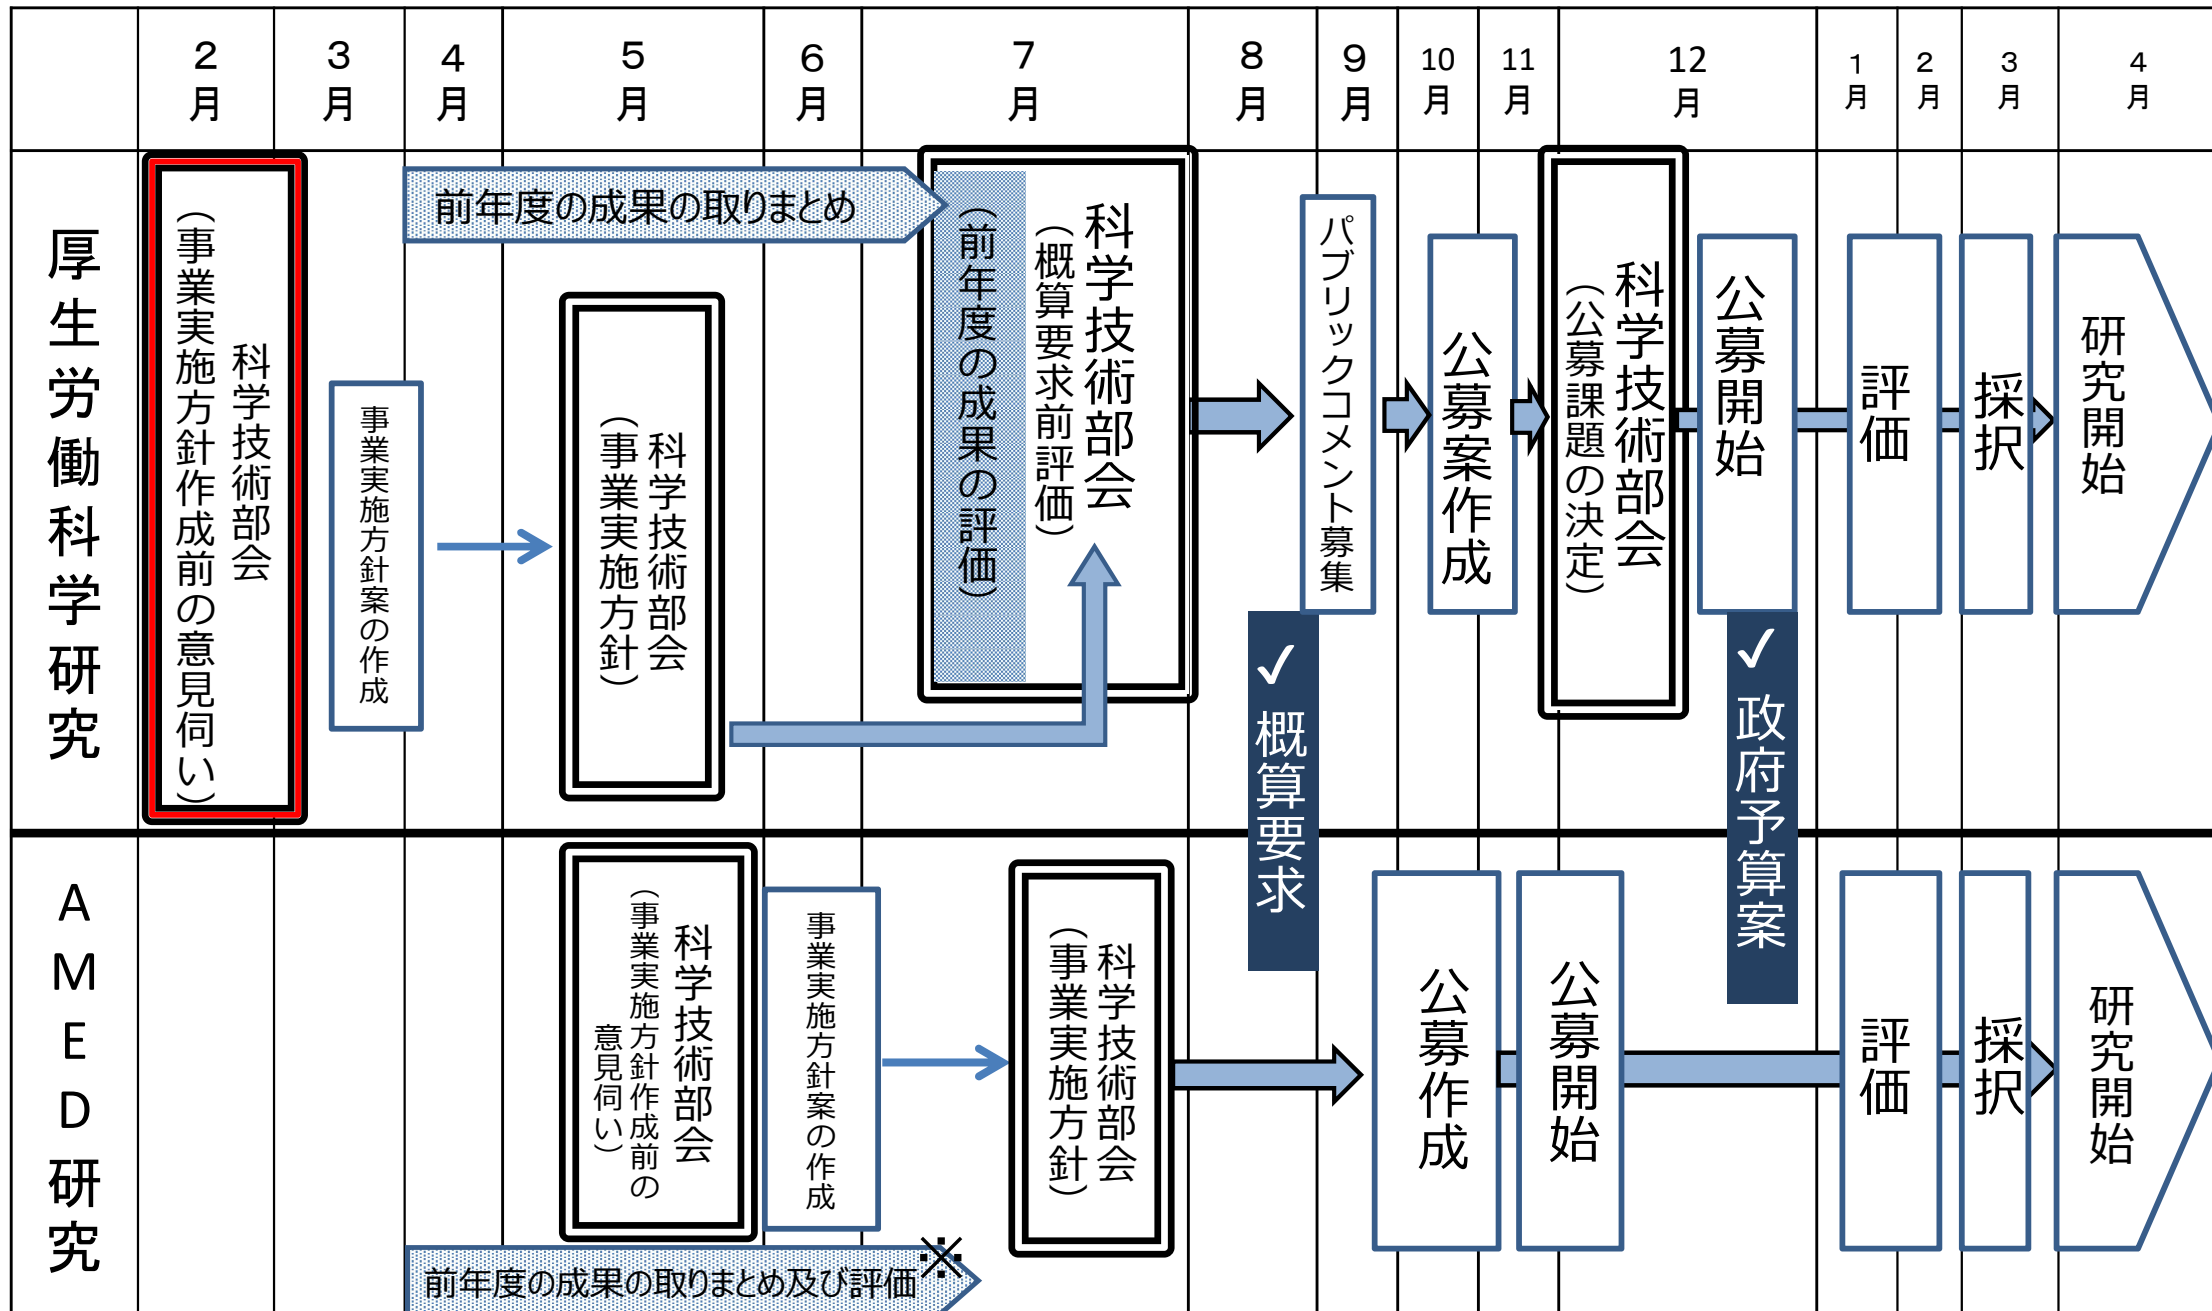 ２月
３月
４月
５月
６月
７月
８月
９月
10月
11月
12月
１月
２月
３月
４月
厚生労働科学研究
科学技術部会
（事業実施方針作成前の意見伺い）
事業実施方針案の作成
前年度の成果の取りまとめ
科学技術部会
（事業実施方針）
科学技術部会
（概算要求前評価）
（前年度の成果の評価）
パブリックコメント募集
公募案作成
科学技術部会
（公募課題の決定）
公募開始
評価
採択
研究開始
✓概算要求
✓政府予算案
ＡＭＥＤ研究
科学技術部会
（事業実施方針作成前の
意見伺い）
事業実施方針案の作成
科学技術部会
（事業実施方針）
公募作成
公募開始
評価
採択
研究開始
前年度の成果の取りまとめ及び評価※